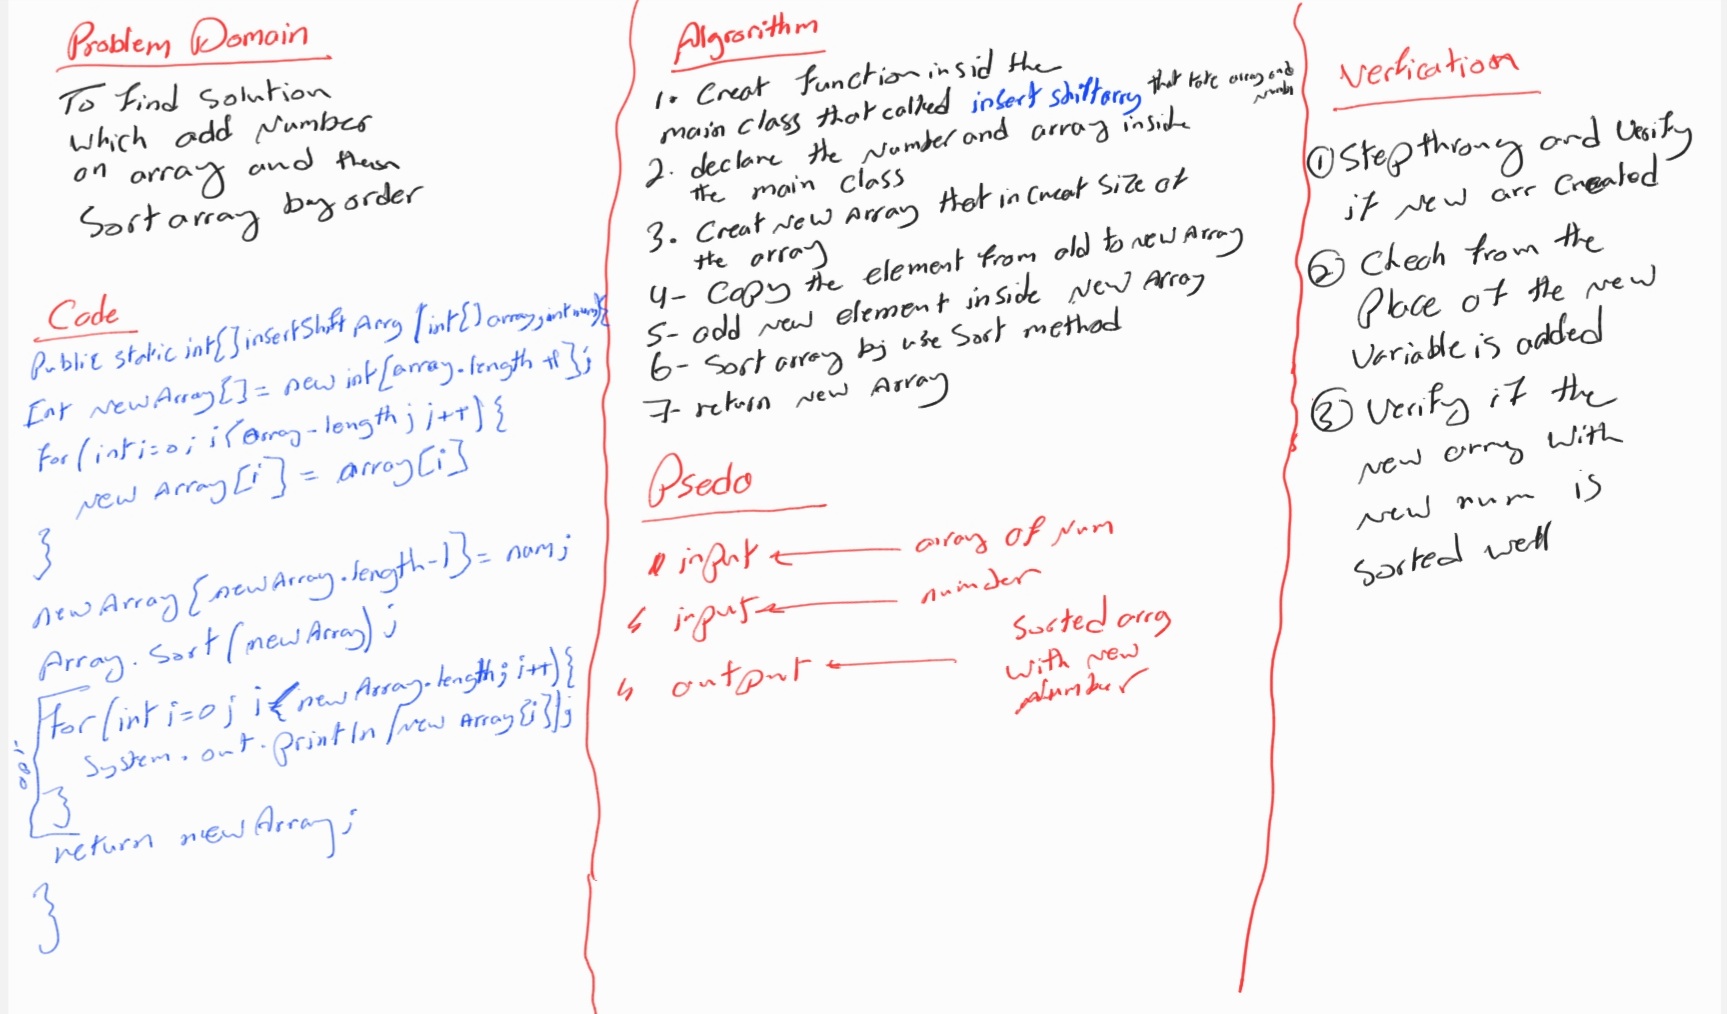 Problem Domain
To find solution
which add Number
on array and then
Sort array by order
Code
Public static int[] insertShift Arry (int[] array, int num){
Int newArray[] = new int[array.length +1];
for(int i=0; i<array.length; i++){
new Array[i] = array[i]
}
newArray[newArray.length-1] = num;
Array.Sort(newArray);
for(int i=0; i< newArray.length; i++){
System.out.println(new Array[i]);
}
return newArray;
}
Algrorithm
1. Creat function insid the
main class that called insert shiftarry that take array and
2. declare the Number and array inside
the main class
3. Creat New Array that in creat size of
the array
4- Copy the element from old to new Array
5- add new element inside New Array
6- Sort array by use Sort method
7- return New Array
Psedo
input ← array of Num
input ← number
output ← Sorted arry
with new
Number
Verfication
① Step throng and Verify
if New arr Created
② Check from the
Place of the new
Variable is added
③ Verify if the
New arry with
New num is
Sorted well